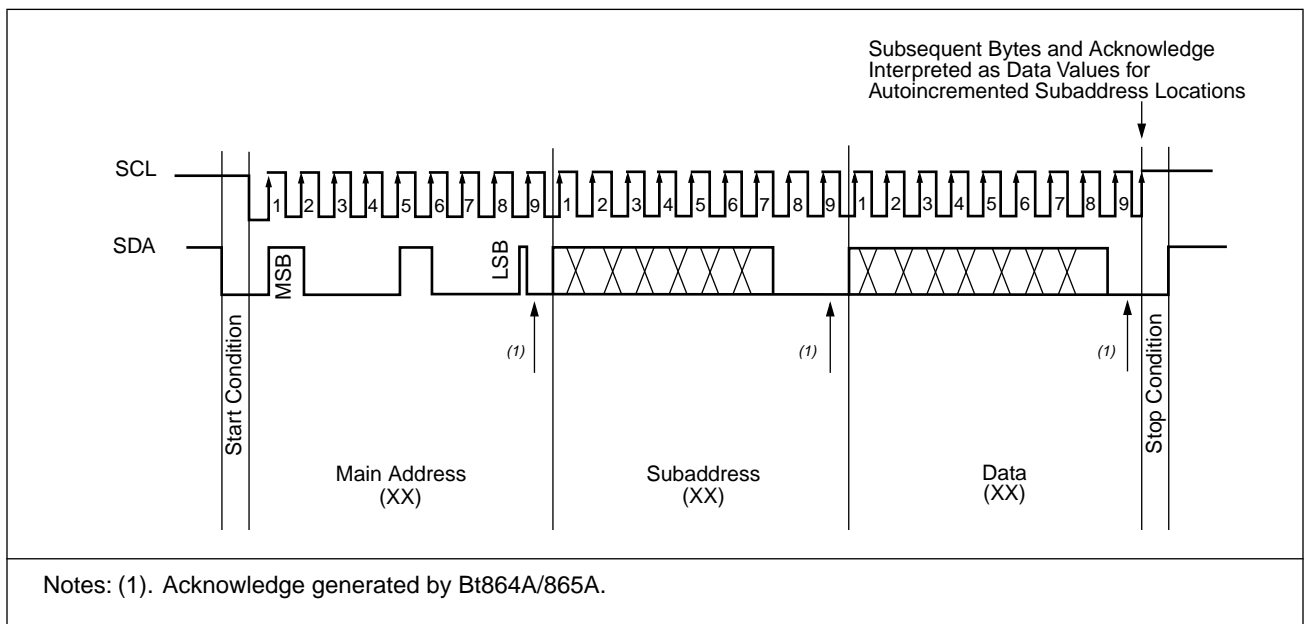 Subsequent Bytes and Acknowledge
Interpreted as Data Values for
Autoincremented Subaddress Locations
SCL
1 2 3 4 5 6 7 8 9 1 2 3 4 5 6 7 8 9 1 2 3 4 5 6 7 8 9
SDA
MSB
LSB
(1)
(1)
(1)
Start Condition
Stop Condition
Main Address
(XX)
Subaddress
(XX)
Data
(XX)
Notes: (1). Acknowledge generated by Bt864A/865A.